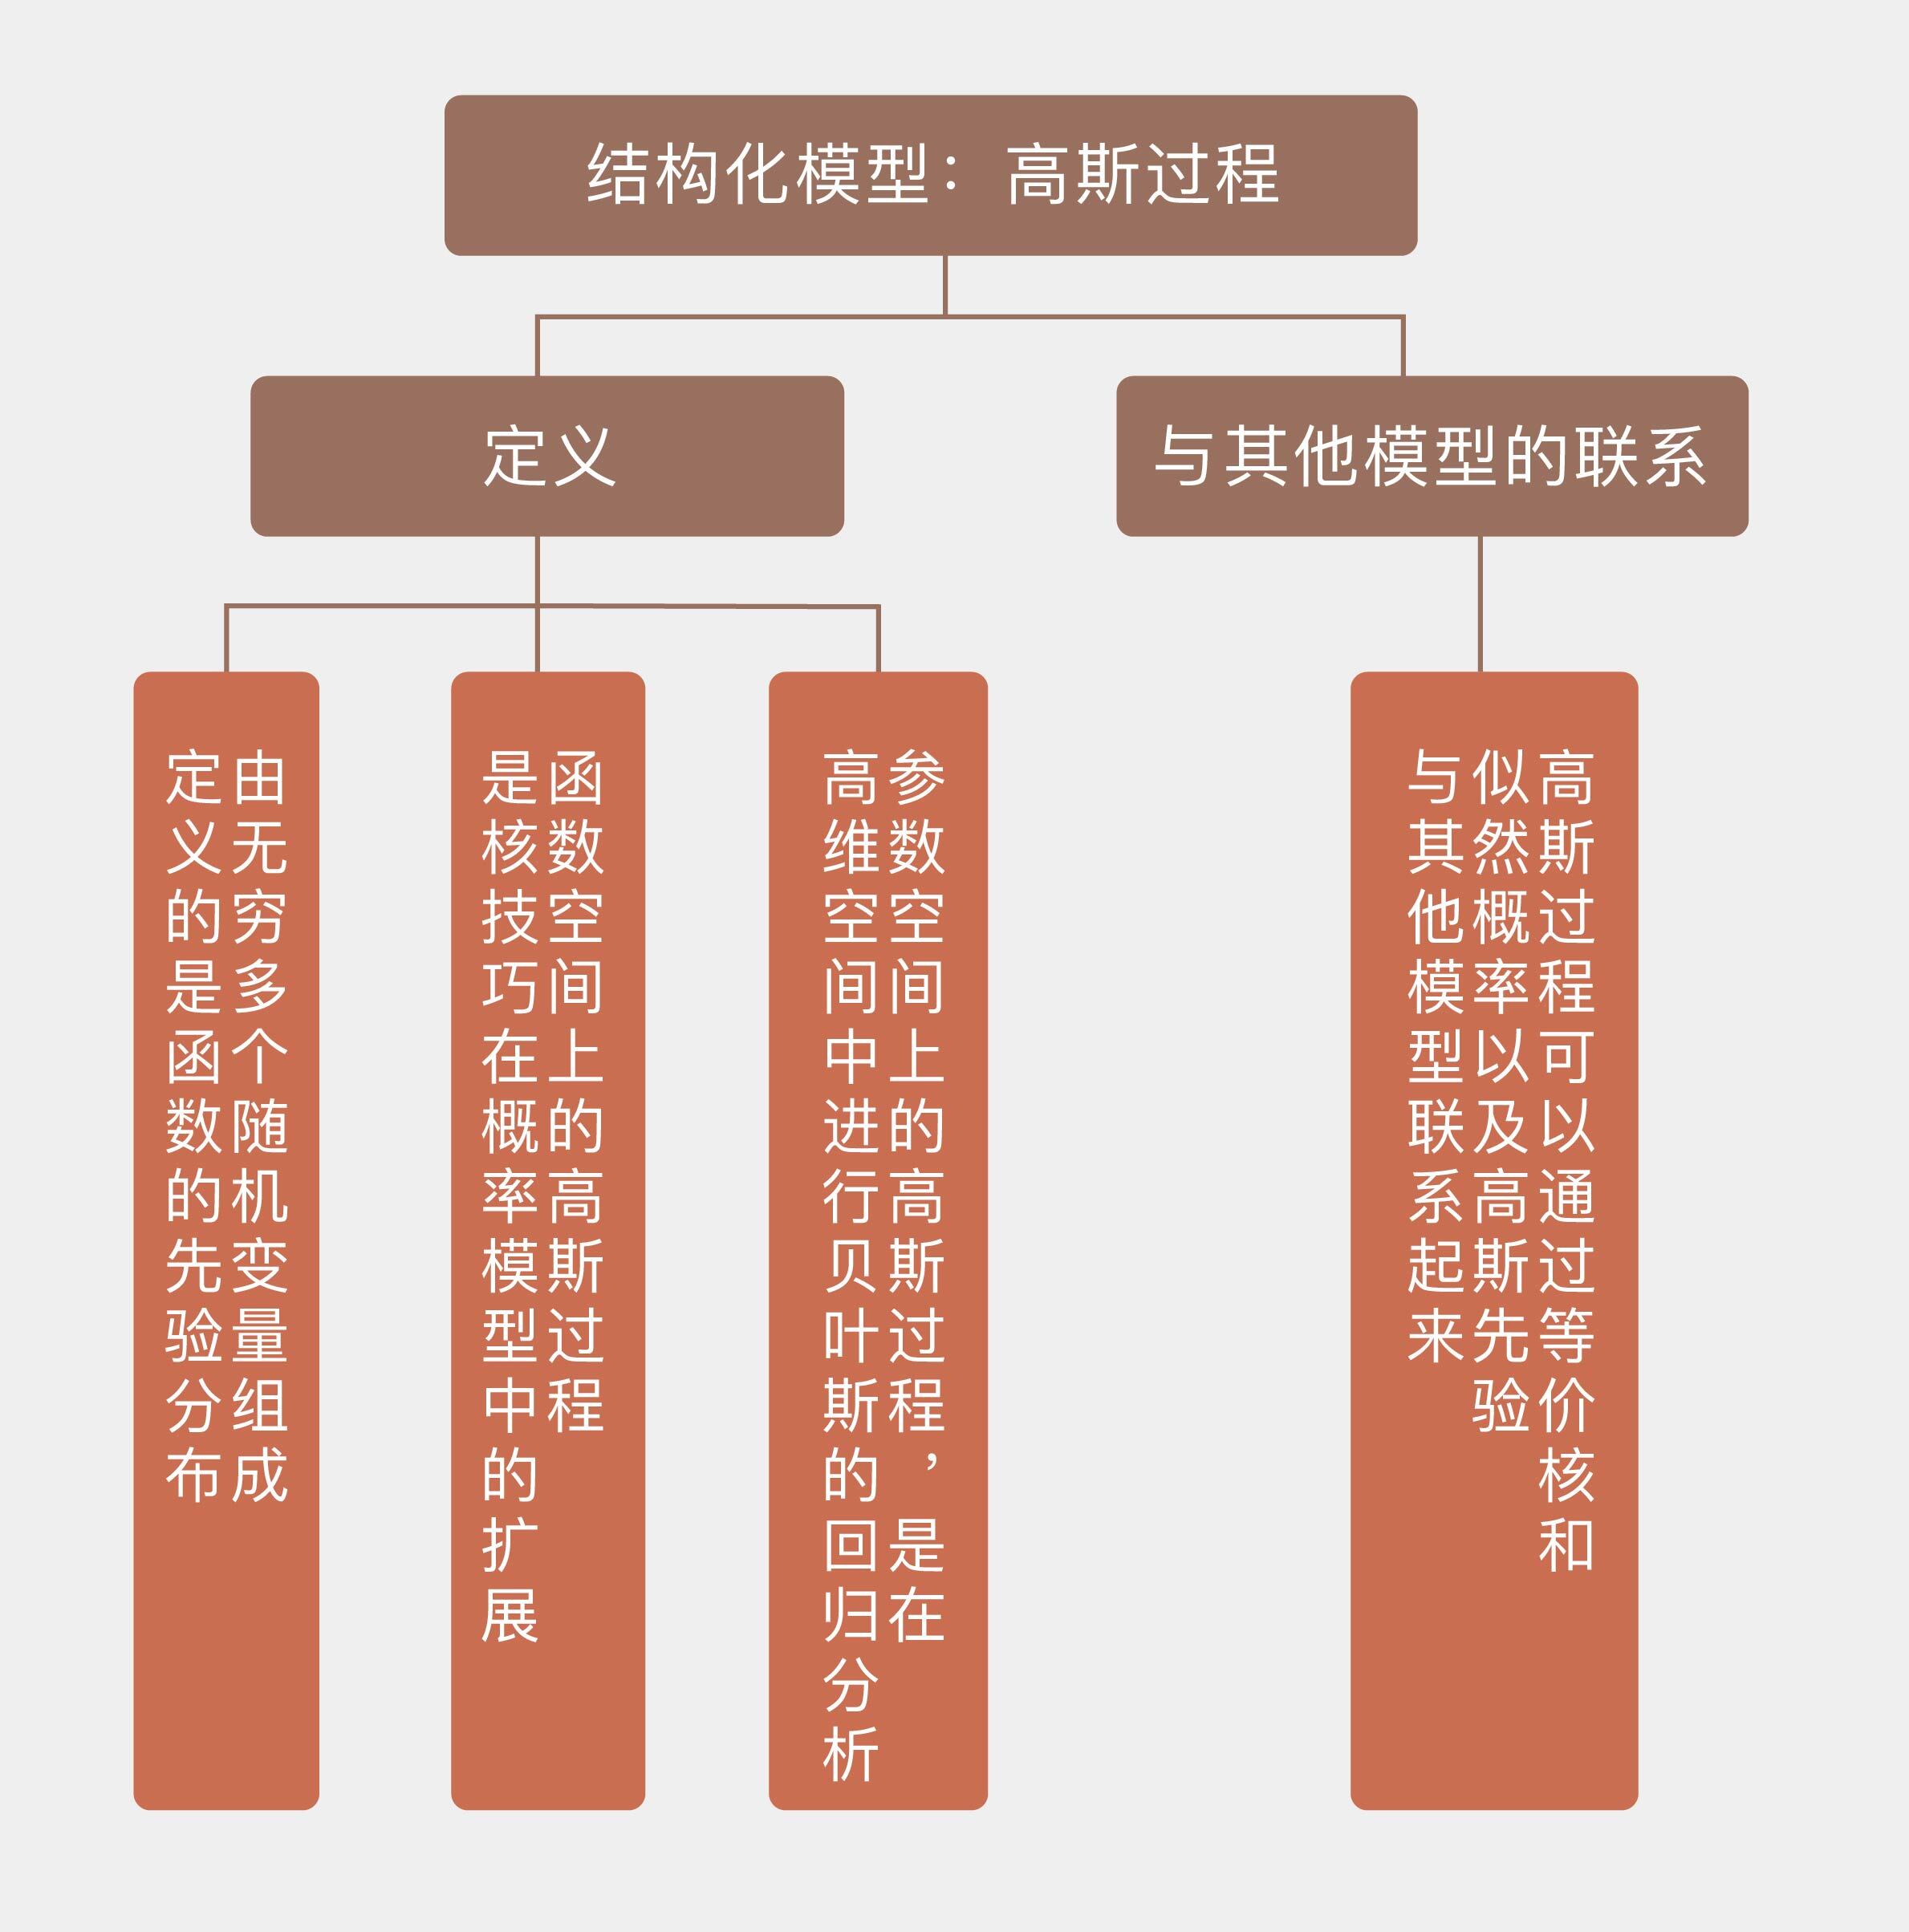 结构化模型：高斯过程
定义
与其他模型的联系
由无穷多个随机变量组成
定义的是函数的先验分布
函数空间上的高斯过程
是核技巧在概率模型中的扩展
参数空间上的高斯过程，是在
高维空间中进行贝叶斯的回归分析
高斯过程可以通过等价核和
似然概率以及高斯先验
与其他模型联系起来